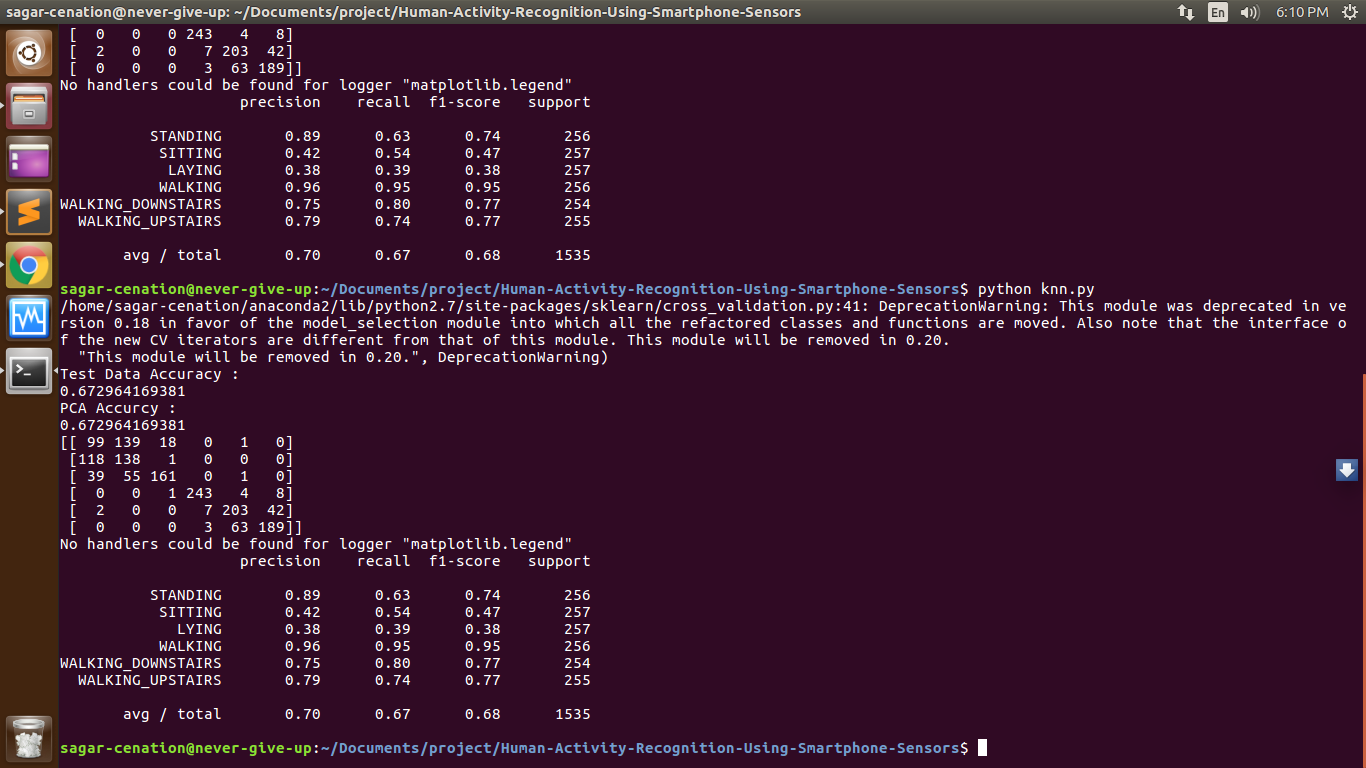 sagar-cenation@never-give-up: ~/Documents/project/Human-Activity-Recognition-Using-Smartphone-Sensors
En
6:10 PM
 [  0   0   0 243   4   8]
 [  2   0   0   7 203  42]
 [  0   0   0   3  63 189]]
No handlers could be found for logger "matplotlib.legend"
                    precision    recall  f1-score   support

          STANDING       0.89      0.63      0.74       256
           SITTING       0.42      0.54      0.47       257
            LAYING       0.38      0.39      0.38       257
           WALKING       0.96      0.95      0.95       256
WALKING_DOWNSTAIRS       0.75      0.80      0.77       254
  WALKING_UPSTAIRS       0.79      0.74      0.77       255

       avg / total       0.70      0.67      0.68      1535

sagar-cenation@never-give-up:~/Documents/project/Human-Activity-Recognition-Using-Smartphone-Sensors$ python knn.py
/home/sagar-cenation/anaconda2/lib/python2.7/site-packages/sklearn/cross_validation.py:41: DeprecationWarning: This module was deprecated in ve
rsion 0.18 in favor of the model_selection module into which all the refactored classes and functions are moved. Also note that the interface o
f the new CV iterators are different from that of this module. This module will be removed in 0.20.
  "This module will be removed in 0.20.", DeprecationWarning)
Test Data Accuracy :
0.672964169381
PCA Accurcy :
0.672964169381
[[ 99 139  18   0   1   0]
 [118 138   1   0   0   0]
 [ 39  55 161   0   1   0]
 [  0   0   1 243   4   8]
 [  2   0   0   7 203  42]
 [  0   0   0   3  63 189]]
No handlers could be found for logger "matplotlib.legend"
                    precision    recall  f1-score   support

          STANDING       0.89      0.63      0.74       256
           SITTING       0.42      0.54      0.47       257
             LYING       0.38      0.39      0.38       257
           WALKING       0.96      0.95      0.95       256
WALKING_DOWNSTAIRS       0.75      0.80      0.77       254
  WALKING_UPSTAIRS       0.79      0.74      0.77       255

       avg / total       0.70      0.67      0.68      1535

sagar-cenation@never-give-up:~/Documents/project/Human-Activity-Recognition-Using-Smartphone-Sensors$